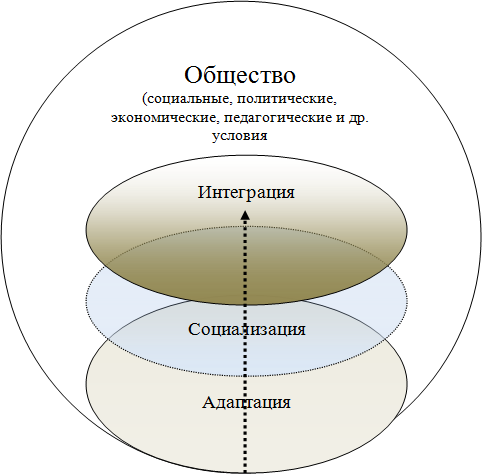 Общество
(социальные, политические,
экономические, педагогические и др.
условия
Интеграция
Социализация
Адаптация